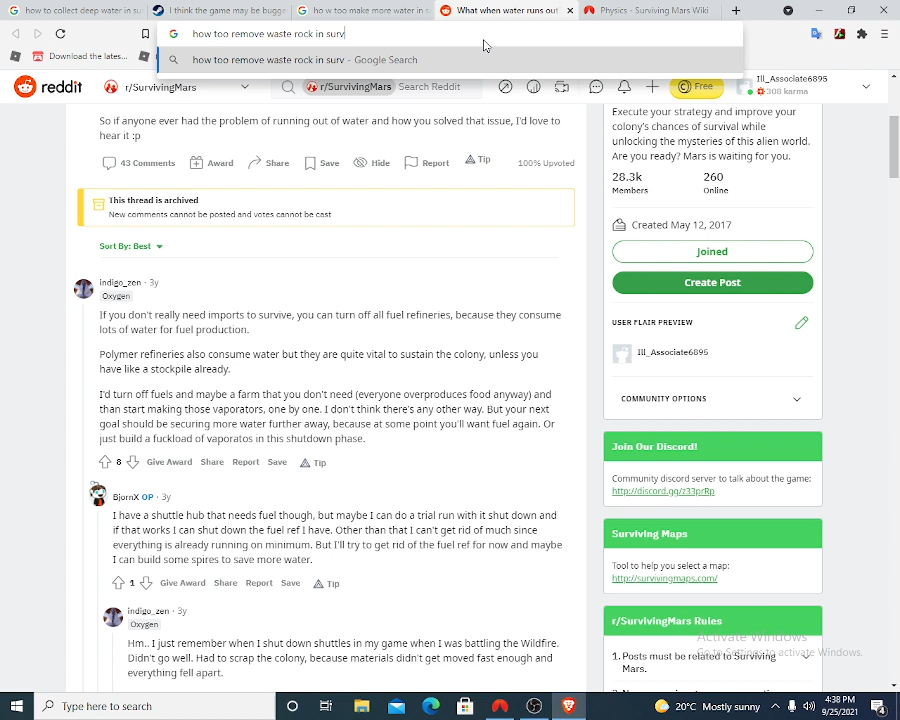 how to collect deep water in su
I think the game may be bugge
ho w too make more water in s
What when water runs out
Physics - Surviving Mars Wiki
how too remove waste rock in surv
Download the lates...
how too remove waste rock in surv - Google Search
reddit
r/SurvivingMars
r/SurvivingMars Search Reddit
Free
Ill_Associate6895
308 karma
So if anyone ever had the problem of running out of water and how you solved that issue, I'd love to
hear it :p
43 Comments Award Share Save Hide Report Tip 100% Upvoted
This thread is archived
New comments cannot be posted and votes cannot be cast
Sort By: Best
indigo_zen · 3y
Oxygen
If you don't really need imports to survive, you can turn off all fuel refineries, because they consume
lots of water for fuel production.
Polymer refineries also consume water but they are quite vital to sustain the colony, unless you
have like a stockpile already.
I'd turn off fuels and maybe a farm that you don't need (everyone overproduces food anyway) and
than start making those vaporators, one by one. I don't think there's any other way. But your next
goal should be securing more water further away, because at some point you'll want fuel again. Or
just build a fuckload of vaporatos in this shutdown phase.
8 Give Award Share Report Save Tip
BjornX OP · 3y
I have a shuttle hub that needs fuel though, but maybe I can do a trial run with it shut down and
if that works I can shut down the fuel ref I have. Other than that I can't get rid of much since
everything is already running on minimum. But I'll try to get rid of the fuel ref for now and maybe
I can build some spires to save more water.
1 Give Award Share Report Save Tip
indigo_zen · 3y
Oxygen
Hm.. I just remember when I shut down shuttles in my game when I was battling the Wildfire.
Didn't go well. Had to scrap the colony, because materials didn't get moved fast enough and
everything fell apart.
Execute your strategy and improve your
colony's chances of survival while
unlocking the mysteries of this alien world.
Are you ready? Mars is waiting for you.
28.3k 260
Members Online
Created May 12, 2017
Joined
Create Post
USER FLAIR PREVIEW
Ill_Associate6895
COMMUNITY OPTIONS
Join Our Discord!
Community discord server to talk about the game:
http://discord.gg/z33prRp
Surviving Maps
Tool to help you select a map:
http://survivingmaps.com/
r/SurvivingMars Rules
1. Posts must be related to Surviving
Mars.
Activate Windows
Go to Settings to activate Windows.
Type here to search
20°C Mostly sunny
4:38 PM
9/25/2021
4